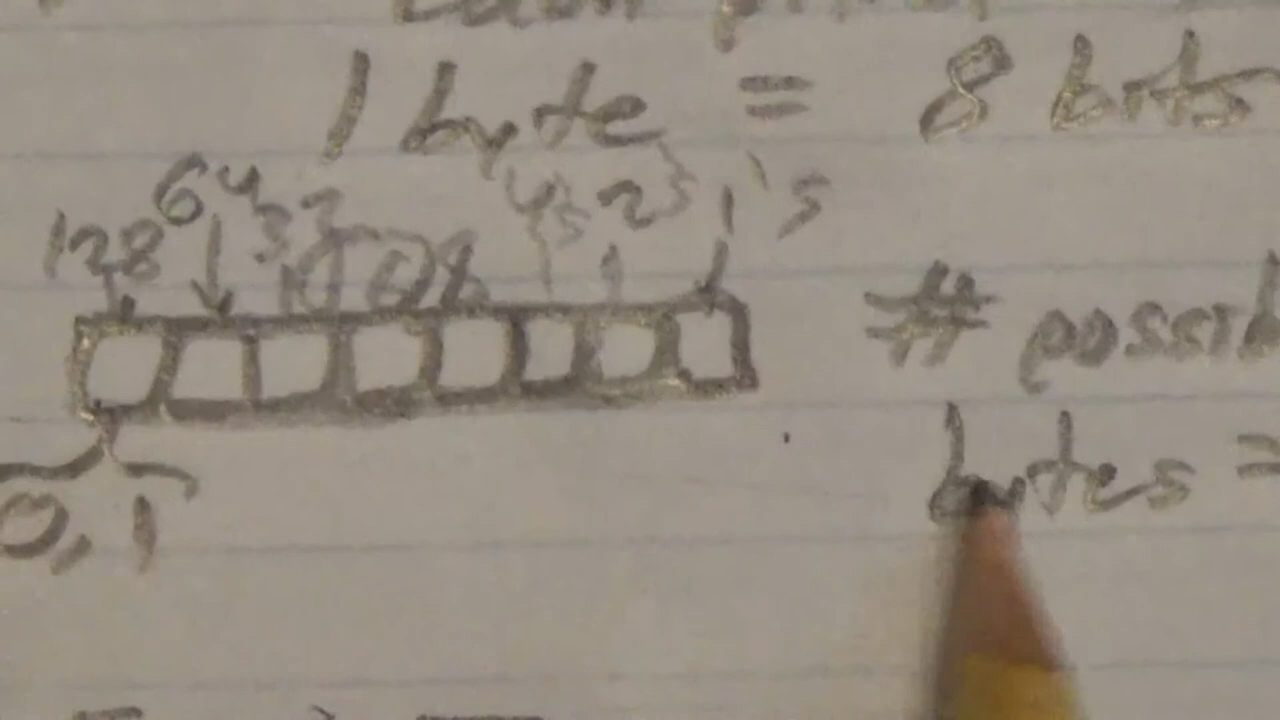 1 byte = 8 bits
128 64 32 16 8 4's 2's 1's
# possib
bytes =
0, 1